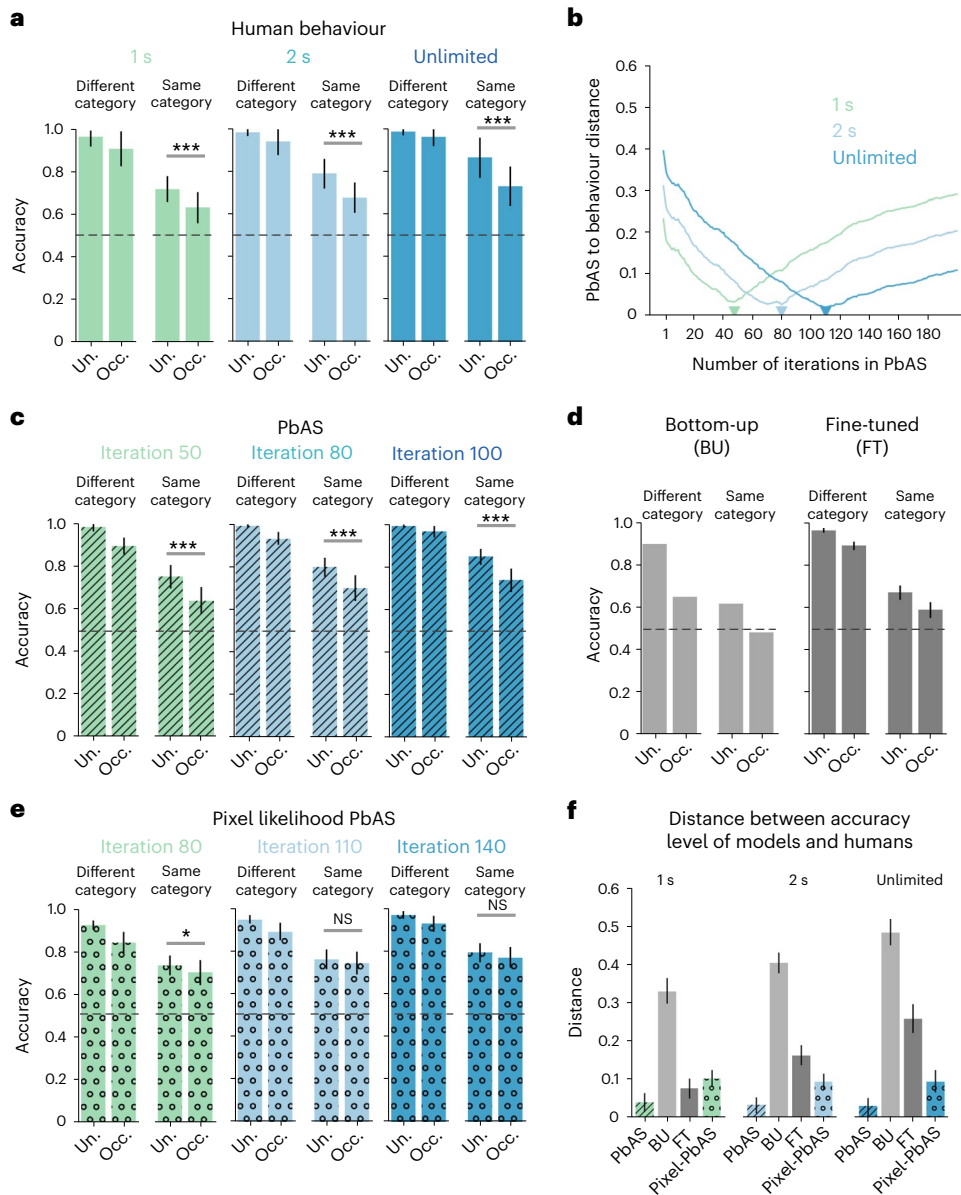 a
Human behaviour
1 s
2 s
Unlimited
Different category
Same category
Different category
Same category
Different category
Same category
***
***
***
Accuracy
1.0
0.8
0.6
0.4
0.2
0
Un.
Occ.
Un.
Occ.
Un.
Occ.
Un.
Occ.
Un.
Occ.
Un.
Occ.
b
PbAS to behaviour distance
0.6
0.5
0.4
0.3
0.2
0.1
0
1 s
2 s
Unlimited
1 20 40 60 80 100 120 140 160 180
Number of iterations in PbAS
c
PbAS
Iteration 50
Iteration 80
Iteration 100
Different category
Same category
Different category
Same category
Different category
Same category
***
***
***
Accuracy
1.0
0.8
0.6
0.4
0.2
0
Un.
Occ.
Un.
Occ.
Un.
Occ.
Un.
Occ.
Un.
Occ.
Un.
Occ.
d
Bottom-up
(BU)
Fine-tuned
(FT)
Different category
Same category
Different category
Same category
Accuracy
1.0
0.8
0.6
0.4
0.2
0
Un.
Occ.
Un.
Occ.
Un.
Occ.
Un.
Occ.
e
Pixel likelihood PbAS
Iteration 80
Iteration 110
Iteration 140
Different category
Same category
Different category
Same category
Different category
Same category
*
NS
NS
Accuracy
1.0
0.8
0.6
0.4
0.2
0
Un.
Occ.
Un.
Occ.
Un.
Occ.
Un.
Occ.
Un.
Occ.
Un.
Occ.
f
Distance between accuracy
level of models and humans
1 s
2 s
Unlimited
Distance
0.6
0.5
0.4
0.3
0.2
0.1
0
PbAS
BU
FT
Pixel-PbAS
PbAS
BU
FT
Pixel-PbAS
PbAS
BU
FT
Pixel-PbAS